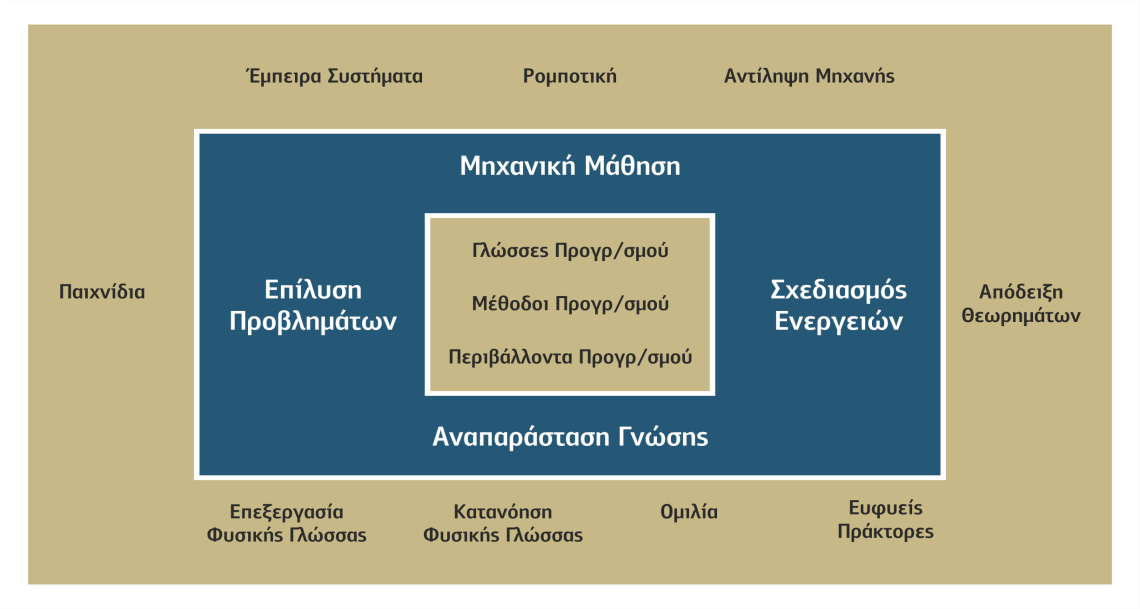 Έμπειρα Συστήματα
Ρομποτική
Αντίληψη Μηχανής
Μηχανική Μάθηση
Γλώσσες Προγρ/σμού
Παιχνίδια
Επίλυση
Προβλημάτων
Μέθοδοι Προγρ/σμού
Σχεδιασμός
Ενεργειών
Απόδειξη
Θεωρημάτων
Περιβάλλοντα Προγρ/σμού
Αναπαράσταση Γνώσης
Επεξεργασία
Φυσικής Γλώσσας
Κατανόηση
Φυσικής Γλώσσας
Ομιλία
Ευφυείς
Πράκτορες